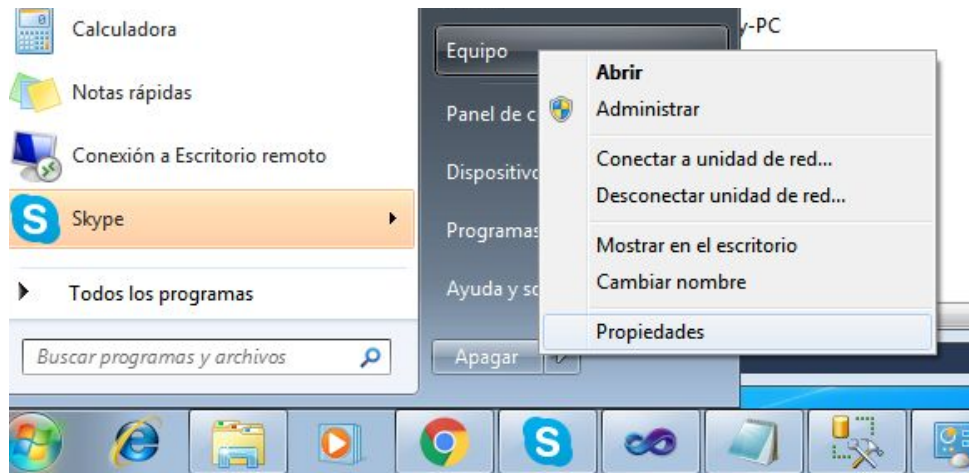 Calculadora
Notas rápidas
Conexión a Escritorio remoto
Skype
Todos los programas
Buscar programas y archivos
Equipo
Panel de c
Dispositivo
Programas
Ayuda y so
Apagar
y-PC
Abrir
Administrar
Conectar a unidad de red...
Desconectar unidad de red...
Mostrar en el escritorio
Cambiar nombre
Propiedades